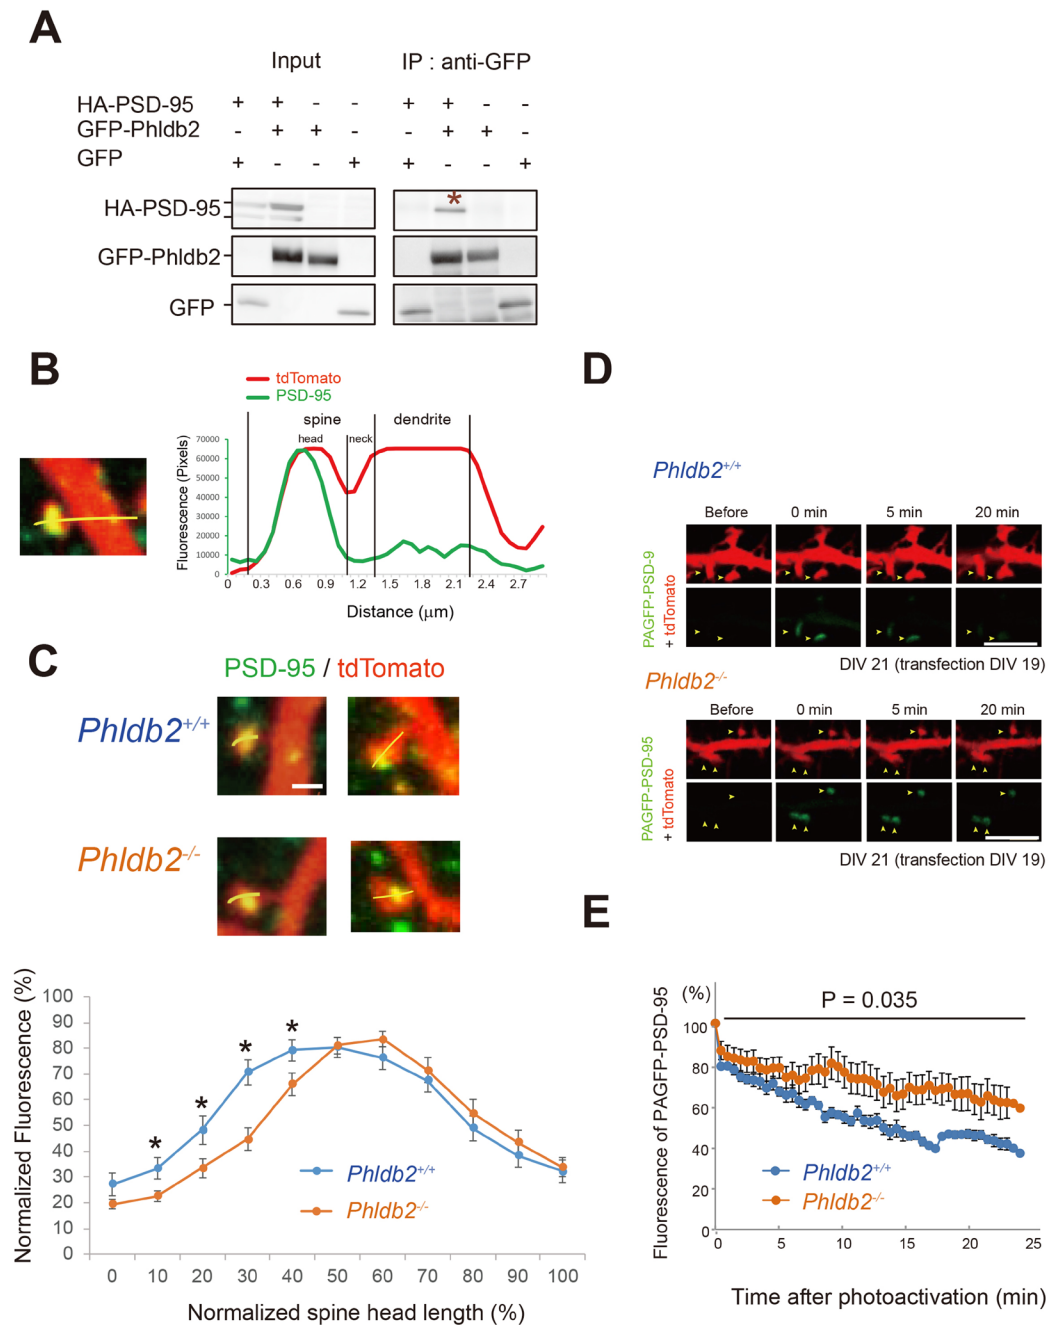 A
Input
IP : anti-GFP
HA-PSD-95 + + - - + + - -
GFP-Phldb2 - + + - - + + -
GFP + - - + + - - +
HA-PSD-95
*
GFP-Phldb2
GFP
B
tdTomato
PSD-95
spine
dendrite
head
neck
Fluorescence (Pixels)
70000
60000
50000
40000
30000
20000
10000
0
0 0.3 0.6 0.9 1.2 1.5 1.8 2.1 2.4 2.7
Distance (μm)
C
PSD-95 / tdTomato
Phldb2+/+
Phldb2-/-
Normalized Fluorescence (%)
100
90
80
70
60
50
40
30
20
10
0
* * * *
Phldb2+/+
Phldb2-/-
0 10 20 30 40 50 60 70 80 90 100
Normalized spine head length (%)
D
Phldb2+/+
Before 0 min 5 min 20 min
PAGFP-PSD-9
+ tdTomato
DIV 21 (transfection DIV 19)
Phldb2-/-
Before 0 min 5 min 20 min
PAGFP-PSD-95
+ tdTomato
DIV 21 (transfection DIV 19)
E
Fluorescence of PAGFP-PSD-95
(%)
P = 0.035
100
80
60
40
20
0
Phldb2+/+
Phldb2-/-
0 5 10 15 20 25
Time after photoactivation (min)